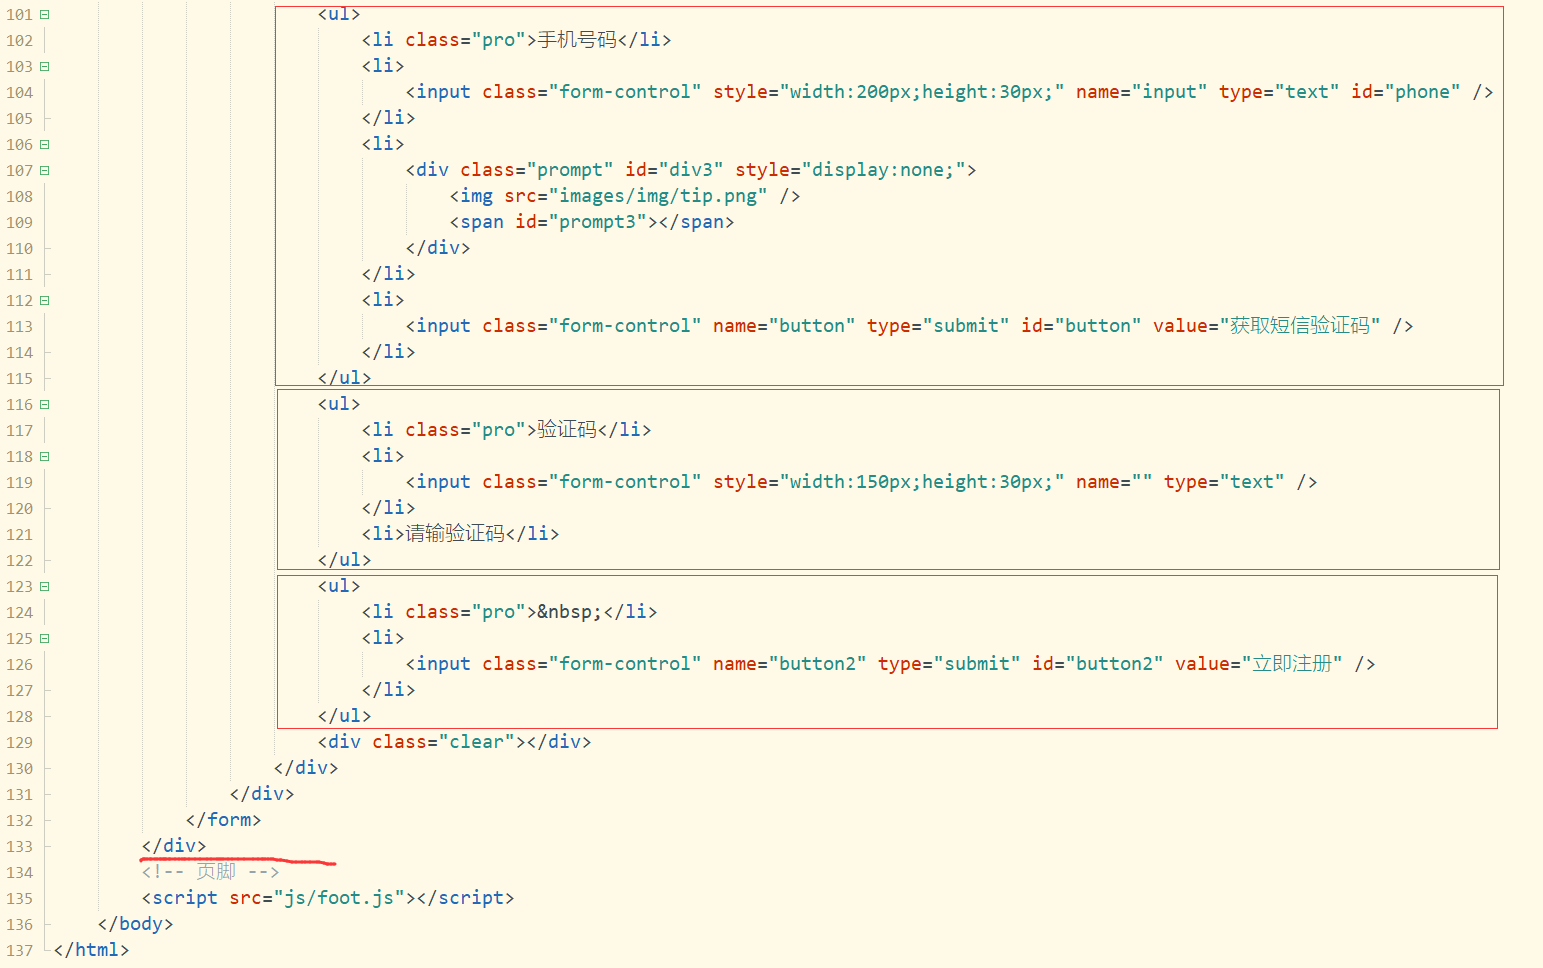 101 <ul>
102 <li class="pro">手机号码</li>
103 <li>
104 <input class="form-control" style="width:200px;height:30px;" name="input" type="text" id="phone" />
105 </li>
106 <li>
107 <div class="prompt" id="div3" style="display:none;">
108 <img src="images/img/tip.png" />
109 <span id="prompt3"></span>
110 </div>
111 </li>
112 <li>
113 <input class="form-control" name="button" type="submit" id="button" value="获取短信验证码" />
114 </li>
115 </ul>
116 <ul>
117 <li class="pro">验证码</li>
118 <li>
119 <input class="form-control" style="width:150px;height:30px;" name="" type="text" />
120 </li>
121 <li>请输验证码</li>
122 </ul>
123 <ul>
124 <li class="pro">&nbsp;</li>
125 <li>
126 <input class="form-control" name="button2" type="submit" id="button2" value="立即注册" />
127 </li>
128 </ul>
129 <div class="clear"></div>
130 </div>
131 </div>
132 </form>
133 </div>
134 <!-- 页脚 -->
135 <script src="js/foot.js"></script>
136 </body>
137 </html>